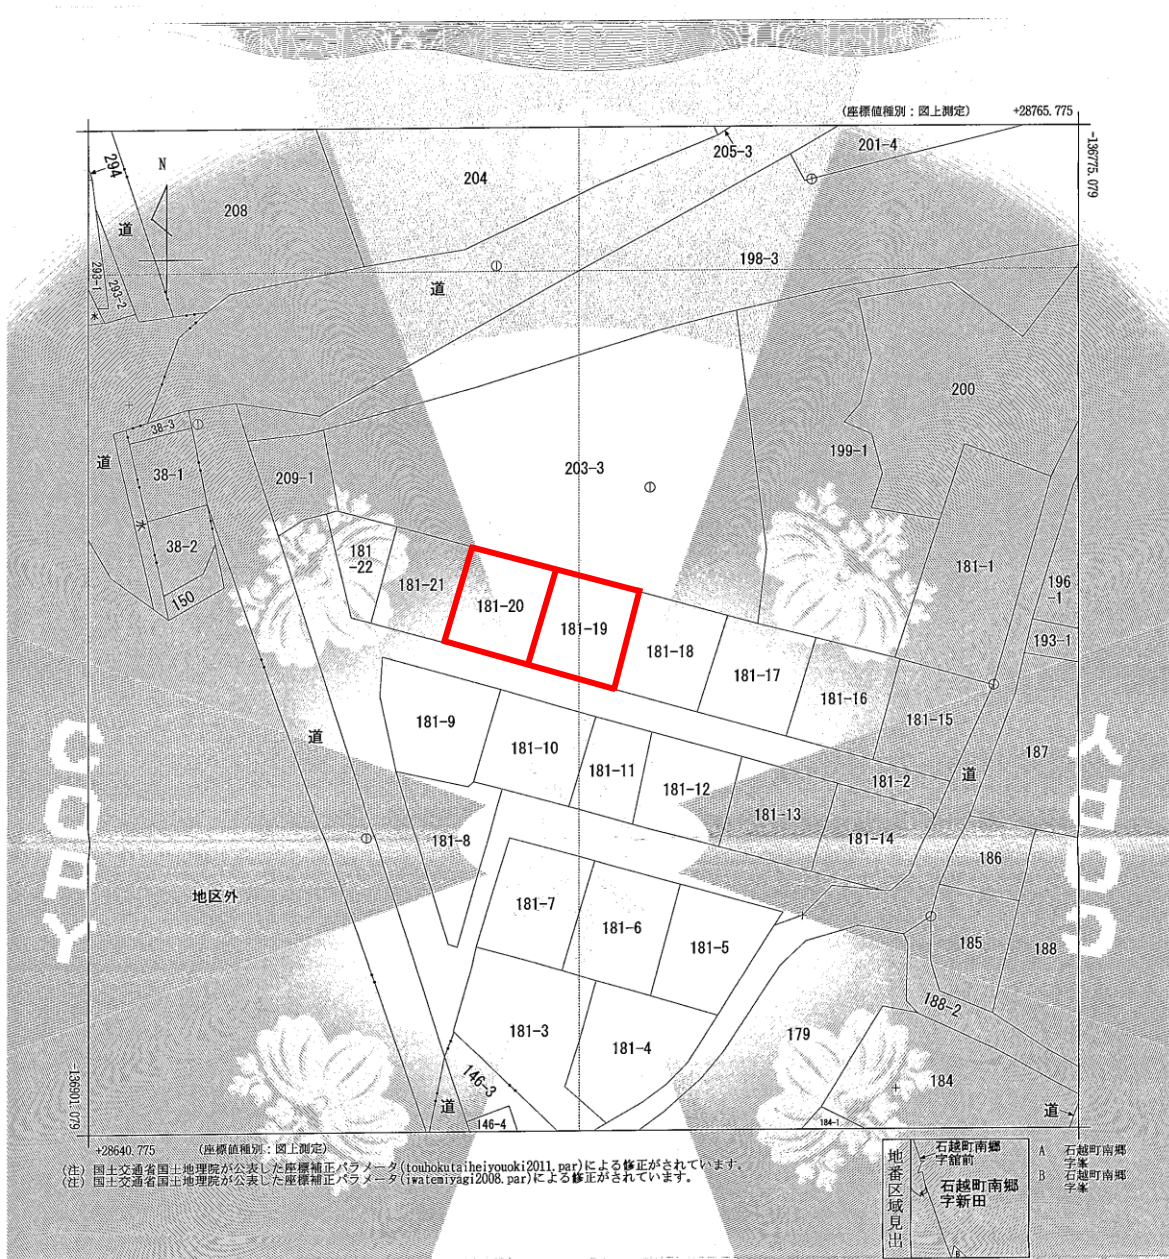 (座標値種別：図上測定) +28765.775
-136775.079
294
N
205-3
201-4
204
208
道
198-3
293-1
293-2
道
水
200
38-3
199-1
道
38-1
203-3
209-1
水
38-2
181
-22
181-1
181-21
196
-1
150
181-20
181-19
193-1
181-18
181-17
181-16
181-9
181-15
道
181-10
187
181-11
道
181-2
181-12
181-13
181-14
181-8
186
地区外
181-7
181-6
181-5
185
188
188-2
181-3
179
181-4
146-3
184
-136901.079
道
道
146-4
184-1
+28640.775 (座標値種別：図上測定)
(注) 国土交通省国土地理院が公表した座標補正パラメータ(touhokutaiheiyouoki2011.par)による修正がされています。
(注) 国土交通省国土地理院が公表した座標補正パラメータ(iwatemiyagi2008.par)による修正がされています。
地番区域見出
石越町南郷
字舘前
石越町南郷
字新田
B
A 石越町南郷
字峯
B 石越町南郷
字峯
COPY
COPY